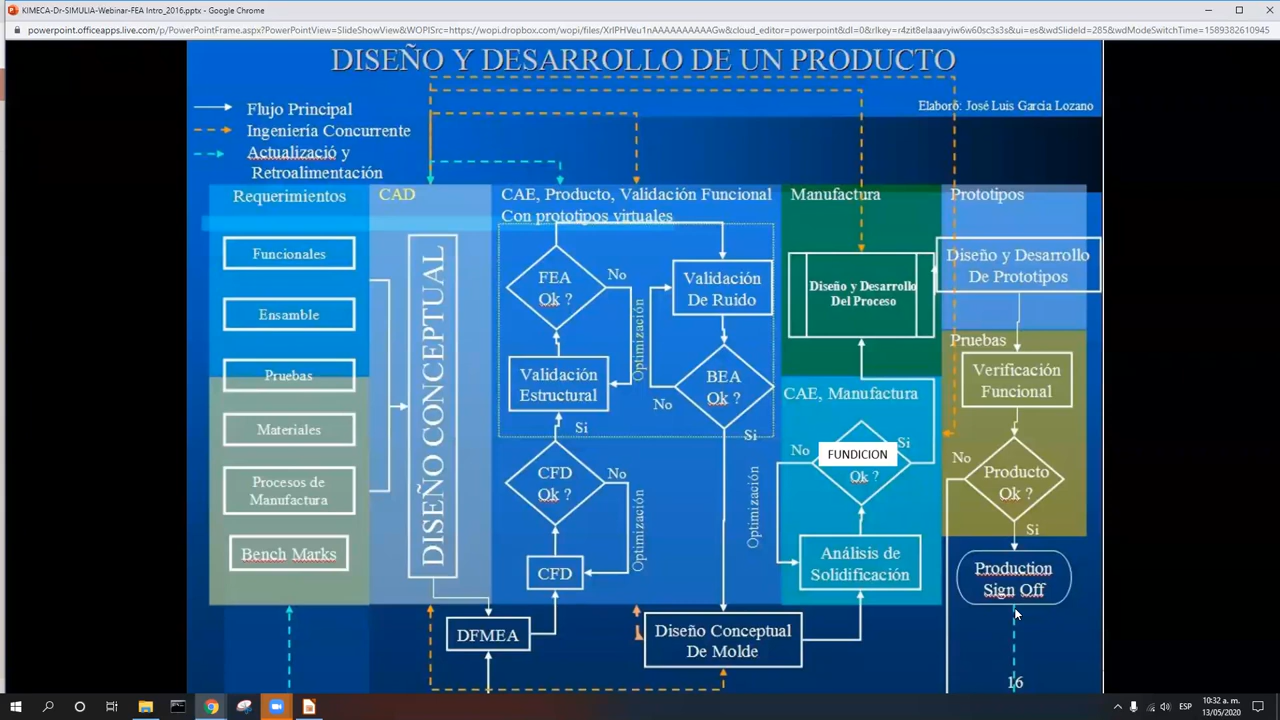 KIMECA-Dr-SIMULIA-Webinar-FEA Intro_2016.pptx - Google Chrome
DISEÑO Y DESARROLLO DE UN PRODUCTO
Elaboró: José Luis Garcia Lozano
Flujo Principal
Ingeniería Concurrente
Actualizació y
Retroalimentación
Requerimientos
Funcionales
Ensamble
Pruebas
Materiales
Procesos de
Manufactura
Bench Marks
CAD
DISEÑO CONCEPTUAL
DFMEA
CAE, Producto, Validación Funcional
Con prototipos virtuales
FEA
Ok ?
No
Optimización
Validación
Estructural
Si
CFD
Ok ?
No
Optimización
CFD
Validación
De Ruido
BEA
Ok ?
No
Si
Diseño Conceptual
De Molde
Manufactura
Diseño y Desarrollo
Del Proceso
CAE, Manufactura
No
FUNDICION
Si
Ok ?
Optimización
Análisis de
Solidificación
Prototipos
Diseño y Desarrollo
De Prototipos
Pruebas
Verificación
Funcional
No
Producto
Ok ?
Si
Production
Sign Off
16
ESP
10:32 a. m.
13/05/2020